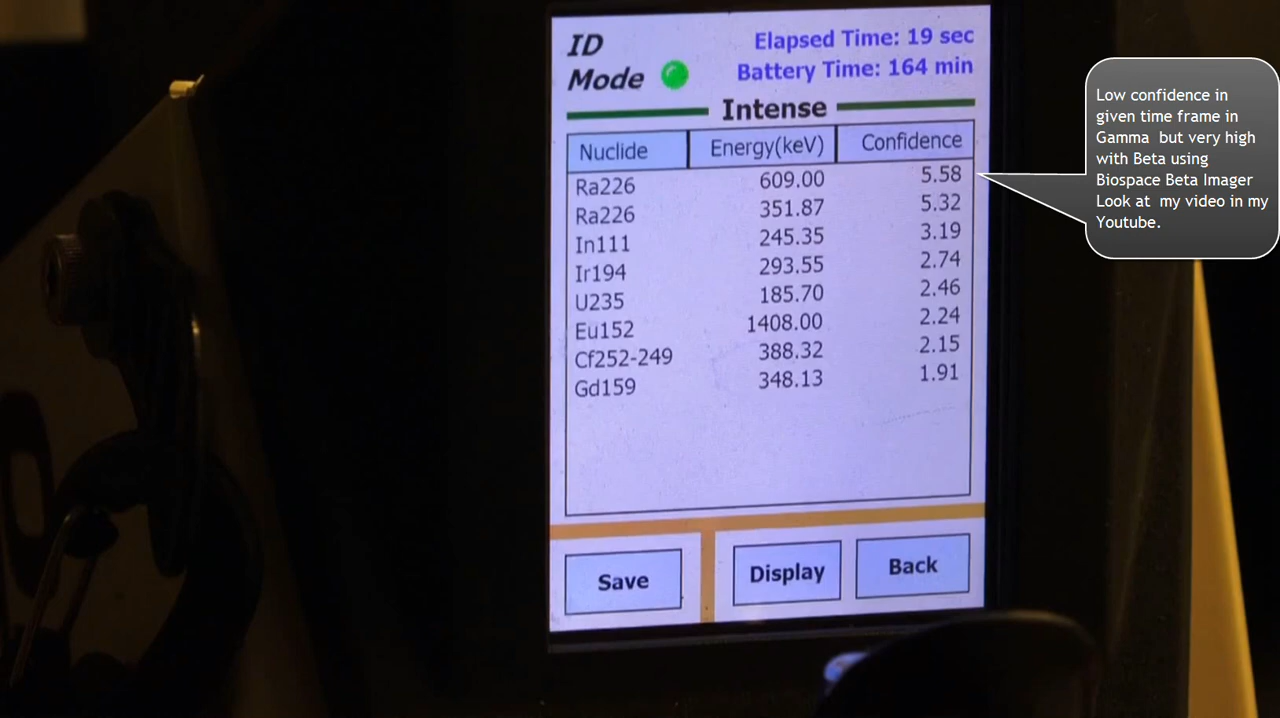 ID
Mode
Elapsed Time: 19 sec
Battery Time: 164 min
Intense
Nuclide Energy(keV) Confidence
Ra226 609.00 5.58
Ra226 351.87 5.32
In111 245.35 3.19
Ir194 293.55 2.74
U235 185.70 2.46
Eu152 1408.00 2.24
Cf252-249 388.32 2.15
Gd159 348.13 1.91
Save Display Back
Low confidence in
given time frame in
Gamma but very high
with Beta using
Biospace Beta Imager
Look at my video in my
Youtube.